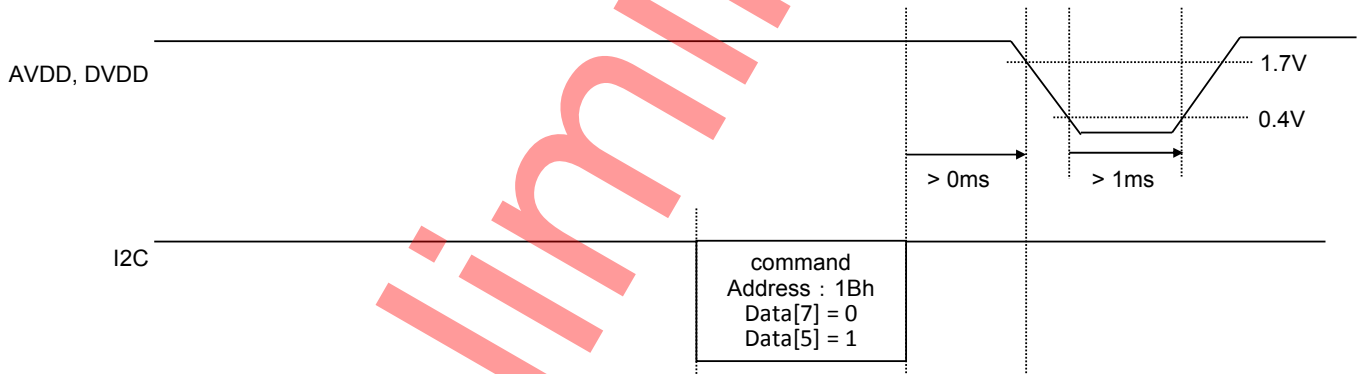 AVDD, DVDD
1.7V
0.4V
> 0ms
> 1ms
I2C
command
Address : 1Bh
Data[7] = 0
Data[5] = 1